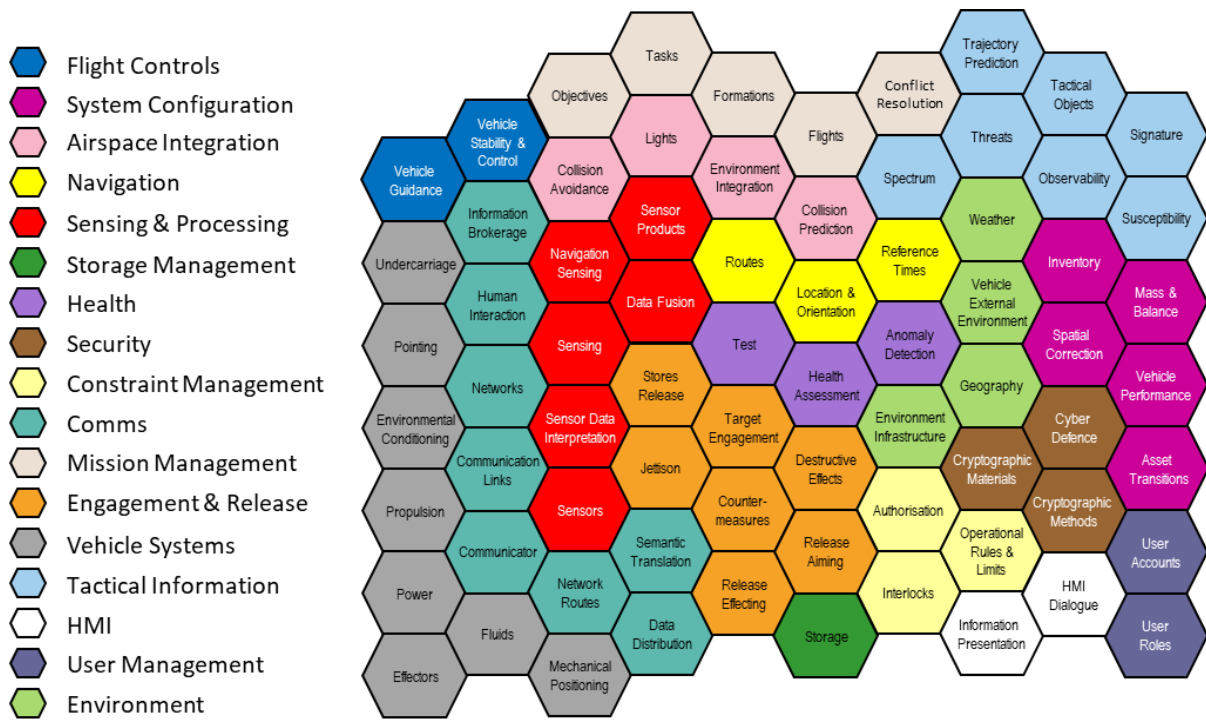 Flight Controls
System Configuration
Airspace Integration
Navigation
Sensing & Processing
Storage Management
Health
Security
Constraint Management
Comms
Mission Management
Engagement & Release
Vehicle Systems
Tactical Information
HMI
User Management
Environment
Vehicle
Guidance
Undercarriage
Pointing
Environmental
Conditioning
Propulsion
Power
Effectors
Vehicle
Stability &
Control
Information
Brokerage
Human
Interaction
Networks
Communication
Links
Communicator
Fluids
Objectives
Collision
Avoidance
Navigation
Sensing
Sensing
Sensor Data
Interpretation
Sensors
Network
Routes
Mechanical
Positioning
Tasks
Lights
Sensor
Products
Data Fusion
Stores
Release
Jettison
Semantic
Translation
Data
Distribution
Formations
Environment
Integration
Routes
Test
Target
Engagement
Counter-
measures
Release
Effecting
Flights
Collision
Prediction
Location &
Orientation
Health
Assessment
Destructive
Effects
Release
Aiming
Storage
Conflict
Resolution
Spectrum
Reference
Times
Anomaly
Detection
Environment
Infrastructure
Authorisation
Interlocks
Trajectory
Prediction
Threats
Weather
Vehicle
External
Environment
Geography
Cryptographic
Materials
Operational
Rules &
Limits
Information
Presentation
Tactical
Objects
Observability
Inventory
Spatial
Correction
Cyber
Defence
Cryptographic
Methods
HMI
Dialogue
Signature
Susceptibility
Mass &
Balance
Vehicle
Performance
Asset
Transitions
User
Accounts
User
Roles